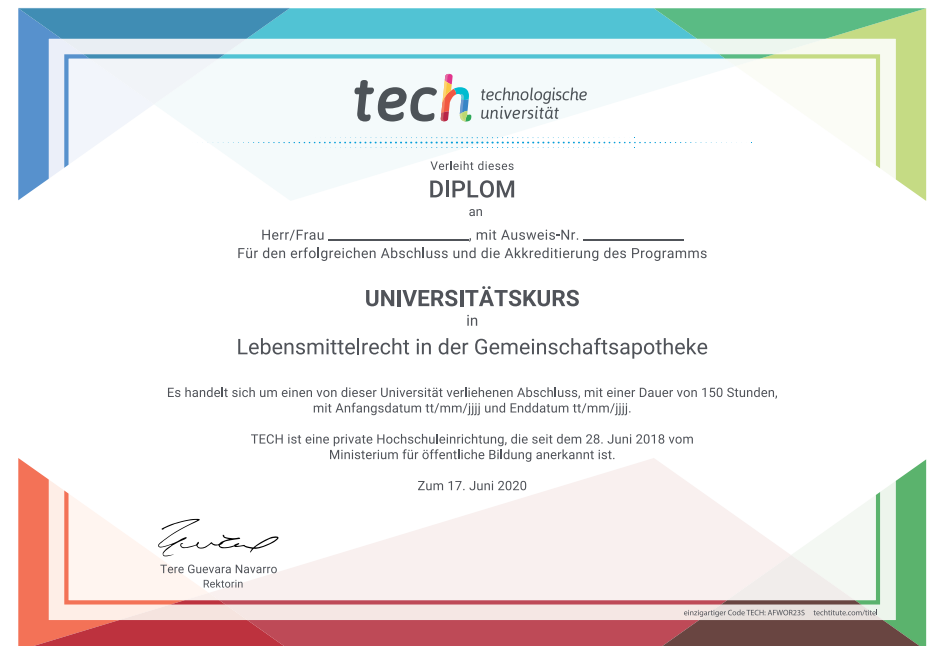 tech technologische
universität
Verleiht dieses
DIPLOM
an
Herr/Frau ____________________, mit Ausweis-Nr. ______________
Für den erfolgreichen Abschluss und die Akkreditierung des Programms
UNIVERSITÄTSKURS
in
Lebensmittelrecht in der Gemeinschaftsapotheke
Es handelt sich um einen von dieser Universität verliehenen Abschluss, mit einer Dauer von 150 Stunden,
mit Anfangsdatum tt/mm/jjjj und Enddatum tt/mm/jjjj.
TECH ist eine private Hochschuleinrichtung, die seit dem 28. Juni 2018 vom
Ministerium für öffentliche Bildung anerkannt ist.
Zum 17. Juni 2020
Tere Guevara Navarro
Rektorin
einzigartiger Code TECH: AFWOR23S techtitute.com/titel